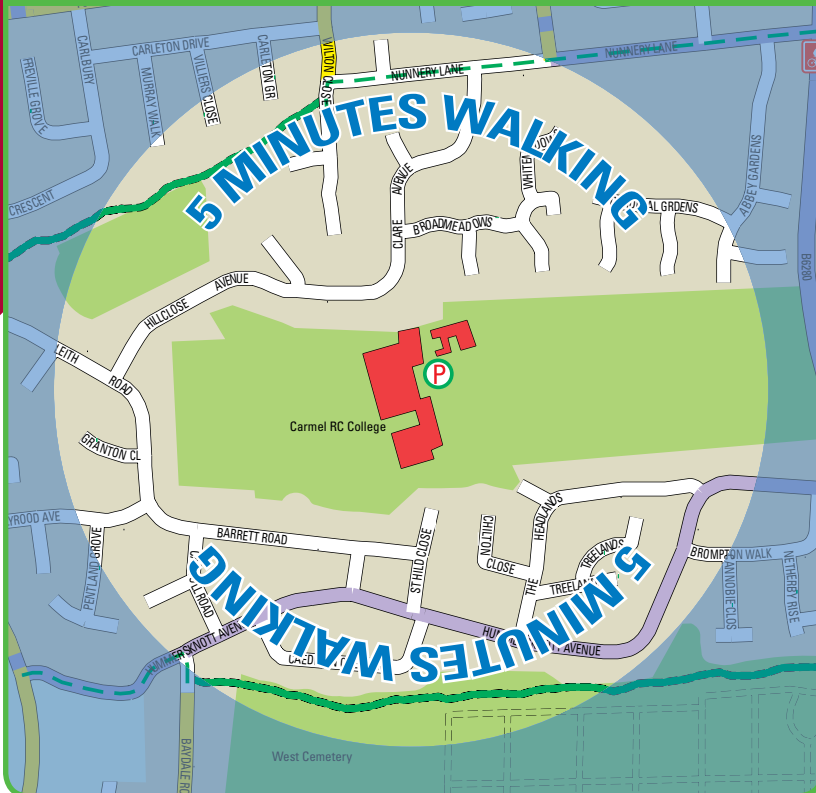 CARLBURY
CARLETON DRIVE
CARLETON GR
WILTON CLOSE
NUNNERY LANE
NUNNERY LANE
FREVILLE GROVE
MURRAY WALK
VILLIERS CLOSE
5 MINUTES WALKING
CRESCENT
AVENUE
CLARE
BROADMEADOWS
ABBEY GARDENS
B6280
HILLCLOSE AVENUE
LEITH ROAD
P
Carmel RC College
GRANTON CL
YROOD AVE
PENTLAND GROVE
BARRETT ROAD
ST HILD CLOSE
CHILTON CLOSE
THE HEADLANDS
TREELANDS
BROMPTON WALK
NETHERBY RISE
5 MINUTES WALKING
BAYDALE RO
West Cemetery